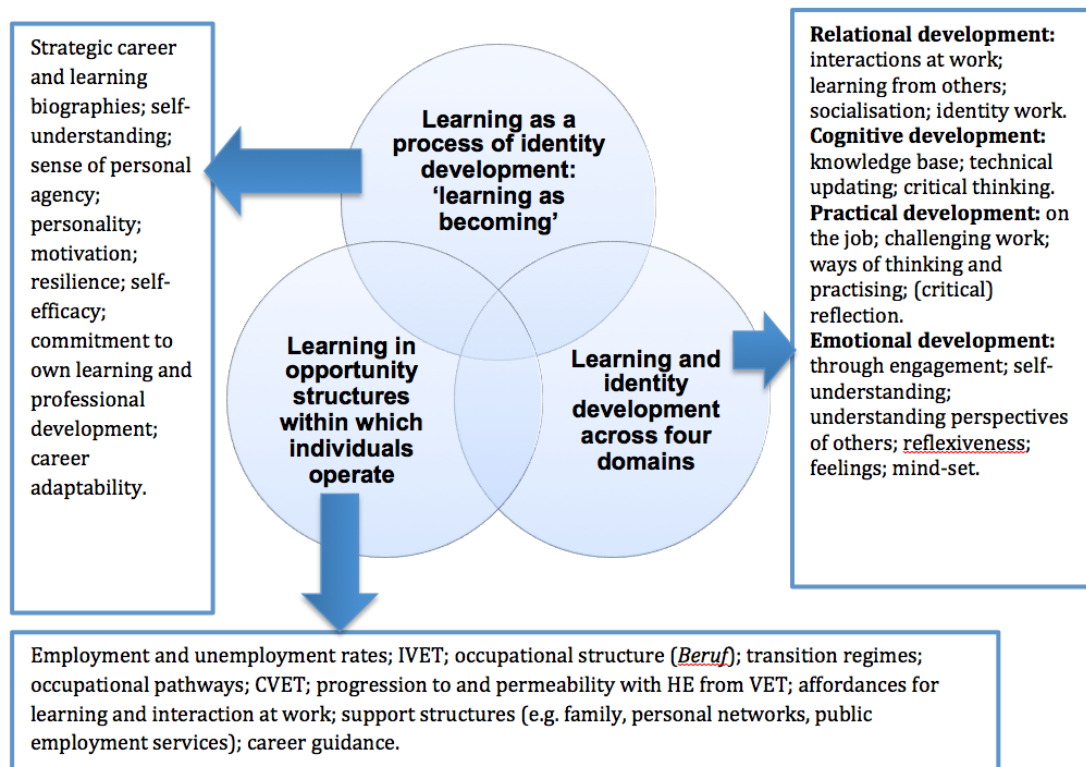 Strategic career
and learning
biographies; self-
understanding;
sense of personal
agency;
personality;
motivation;
resilience; self-
efficacy;
commitment to
own learning and
professional
development;
career
adaptability.
Learning as a
process of identity
development:
‘learning as
becoming’
Learning in
opportunity
structures
within which
individuals
operate
Learning and
identity
development
across four
domains
Relational development:
interactions at work;
learning from others;
socialisation; identity work.
Cognitive development:
knowledge base; technical
updating; critical thinking.
Practical development: on
the job; challenging work;
ways of thinking and
practising; (critical)
reflection.
Emotional development:
through engagement; self-
understanding;
understanding perspectives
of others; reflexiveness;
feelings; mind-set.
Employment and unemployment rates; IVET; occupational structure (Beruf); transition regimes;
occupational pathways; CVET; progression to and permeability with HE from VET; affordances for
learning and interaction at work; support structures (e.g. family, personal networks, public
employment services); career guidance.